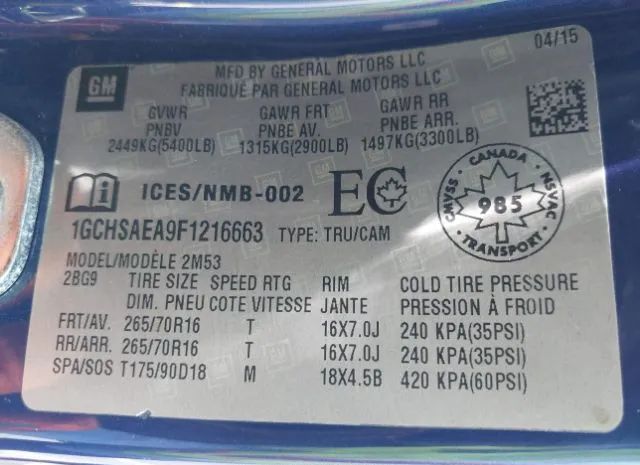 GM
04/15
MFD BY GENERAL MOTORS LLC
FABRIQUÉ PAR GENERAL MOTORS LLC
GVWR GAWR FRT GAWR RR
PNBV PNBE AV. PNBE ARR.
2449KG(5400LB) 1315KG(2900LB) 1497KG(3300LB)
ICES/NMB-002 EC
CANADA CMVSS 985 NSVAC TRANSPORT
1GCHSAEA9F1216663 TYPE: TRU/CAM
MODEL/MODÈLE 2M53
2BG9 TIRE SIZE SPEED RTG RIM COLD TIRE PRESSURE
DIM. PNEU COTE VITESSE JANTE PRESSION À FROID
FRT/AV. 265/70R16 T 16X7.0J 240 KPA(35PSI)
RR/ARR. 265/70R16 T 16X7.0J 240 KPA(35PSI)
SPA/SOS T175/90D18 M 18X4.5B 420 KPA(60PSI)